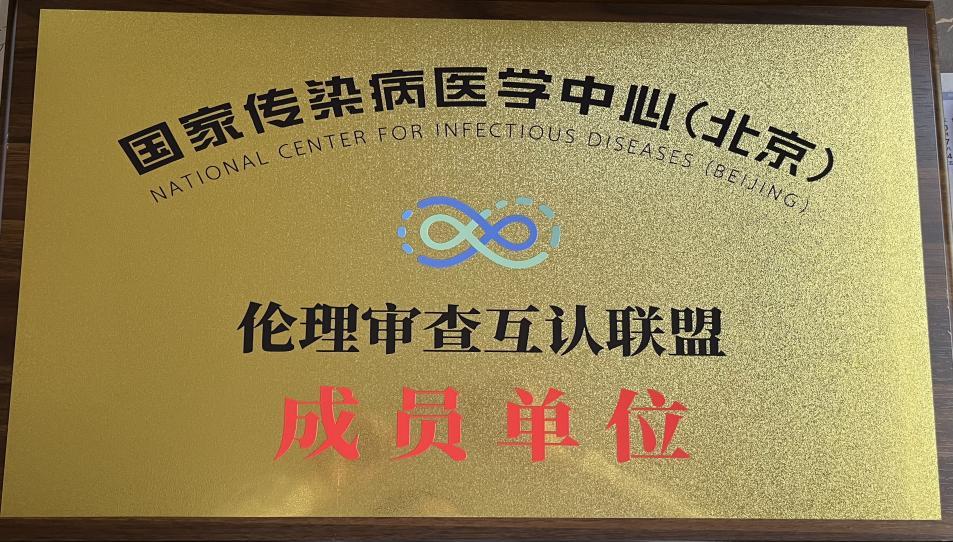 国家传染病医学中心(北京)
NATIONAL CENTER FOR INFECTIOUS DISEASES (BEIJING)
伦理审查互认联盟
成员单位